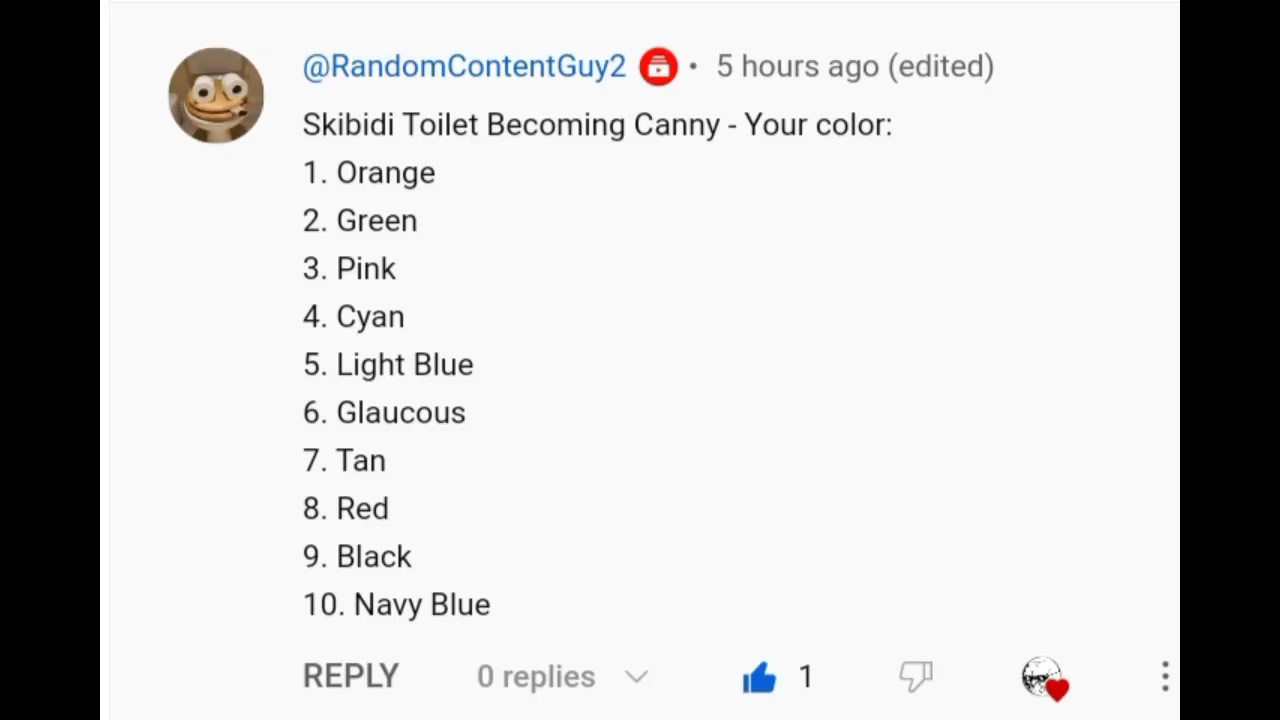 @RandomContentGuy2 • 5 hours ago (edited)
Skibidi Toilet Becoming Canny - Your color:
1. Orange
2. Green
3. Pink
4. Cyan
5. Light Blue
6. Glaucous
7. Tan
8. Red
9. Black
10. Navy Blue
REPLY 0 replies 1